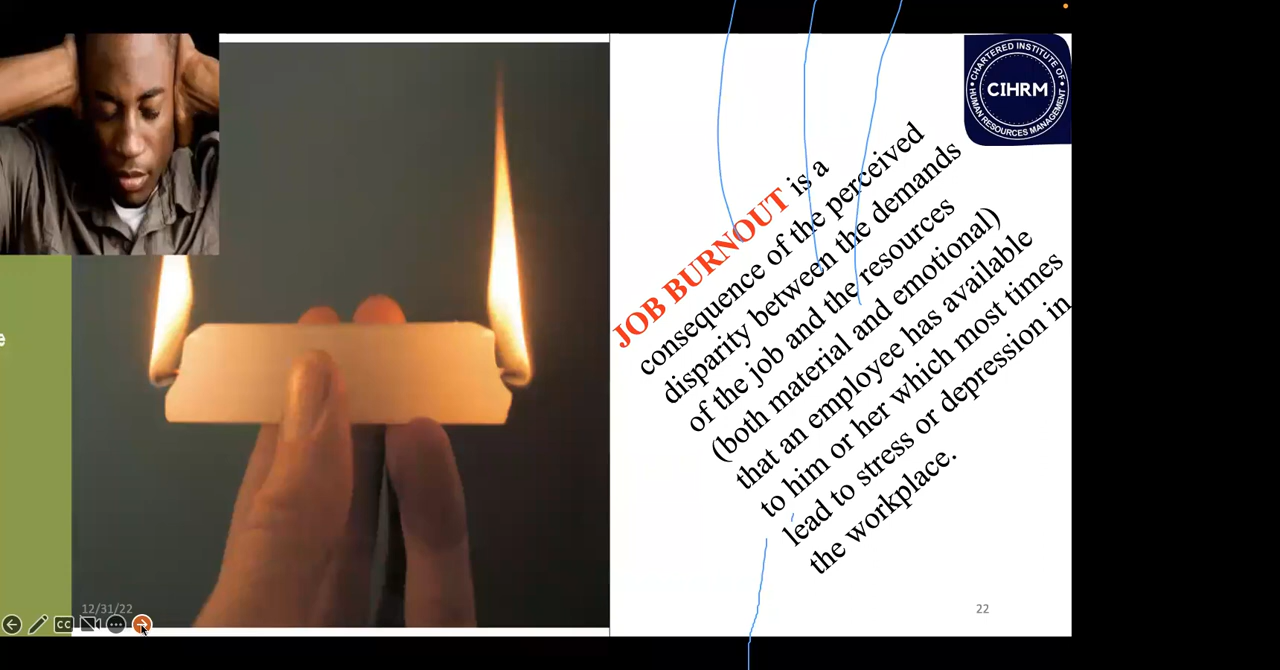 CHARTERED INSTITUTE OF
HUMAN RESOURCES MANAGEMENT
CIHRM
JOB BURNOUT is a
consequence of the perceived
disparity between the demands
of the job and the resources
(both material and emotional)
that an employee has available
to him or her which most times
lead to stress or depression in
the workplace.
e
12/31/22
22
CC